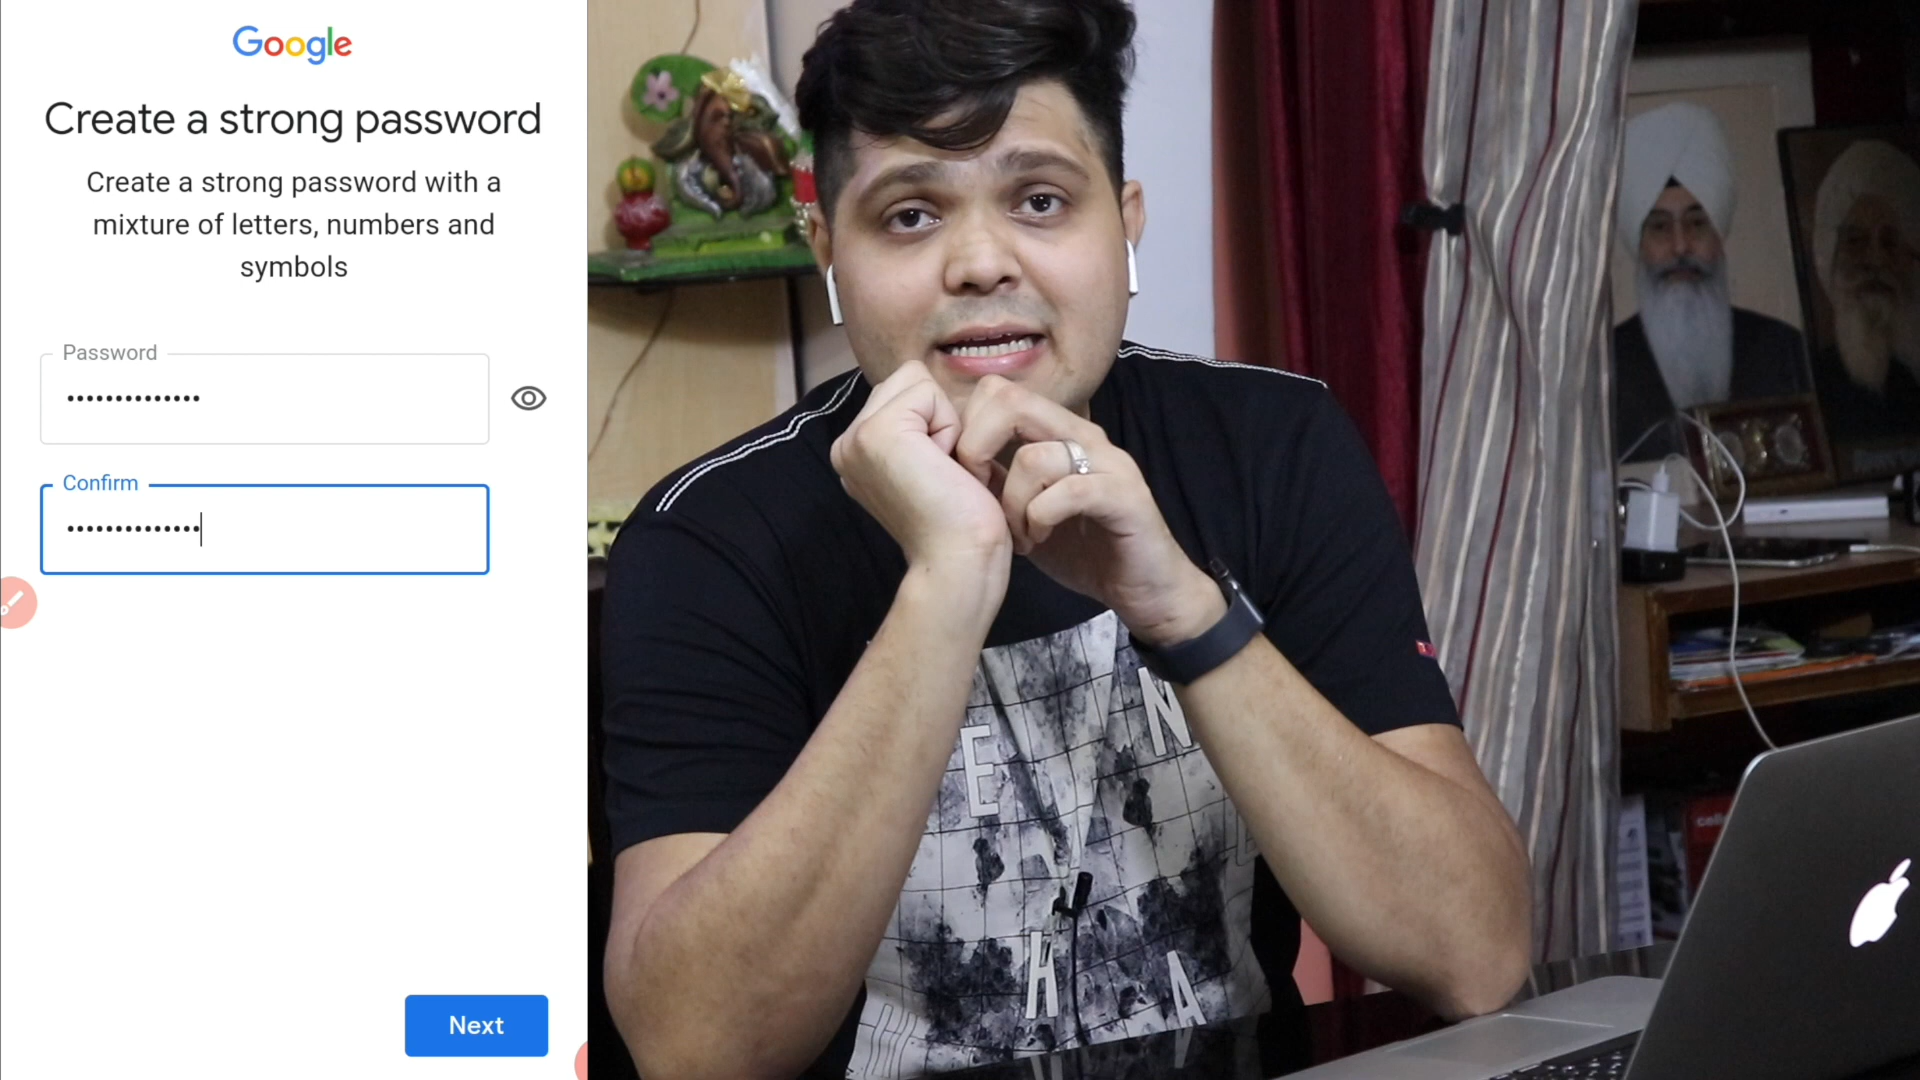 Google
Create a strong password
Create a strong password with a
mixture of letters, numbers and
symbols
Password
••••••••••••••
Confirm
••••••••••••••
Next
E
N
H
A